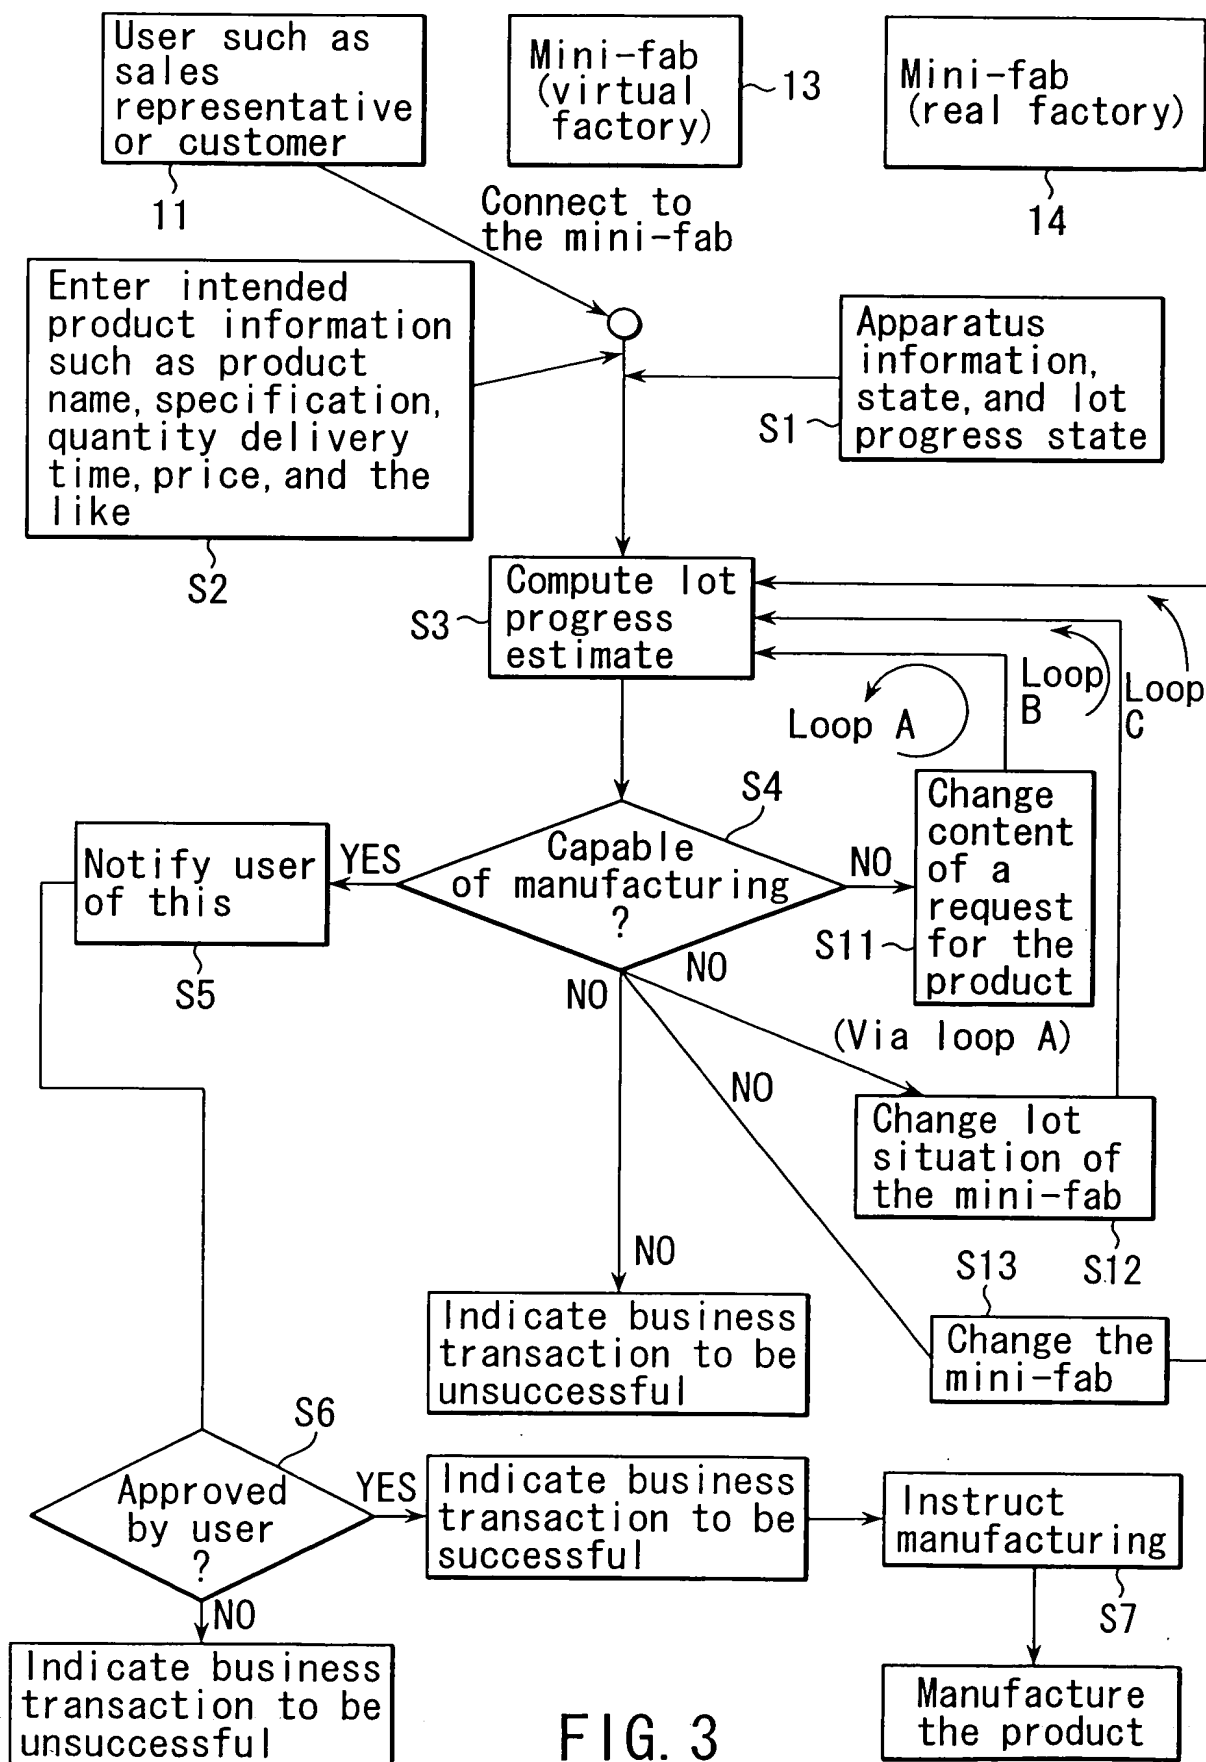 User such as
sales
representative
or customer
11
Mini-fab
(virtual
factory)
13
Mini-fab
(real factory)
14
Connect to
the mini-fab
Enter intended
product information
such as product
name, specification,
quantity delivery
time, price, and the
like
S2
Apparatus
information,
state, and lot
progress state
S1
Compute lot
progress
estimate
S3
Loop A
Loop
B
Loop
C
S4
Capable
of manufacturing
?
YES
NO
Notify user
of this
S5
Change
content
of a
request
for the
product
S11
NO
NO
(Via loop A)
NO
Change lot
situation of
the mini-fab
S12
NO
S13
Change the
mini-fab
Indicate business
transaction to be
unsuccessful
S6
Approved
by user
?
YES
Indicate business
transaction to be
successful
Instruct
manufacturing
S7
NO
Indicate business
transaction to be
unsuccessful
Manufacture
the product
FIG. 3